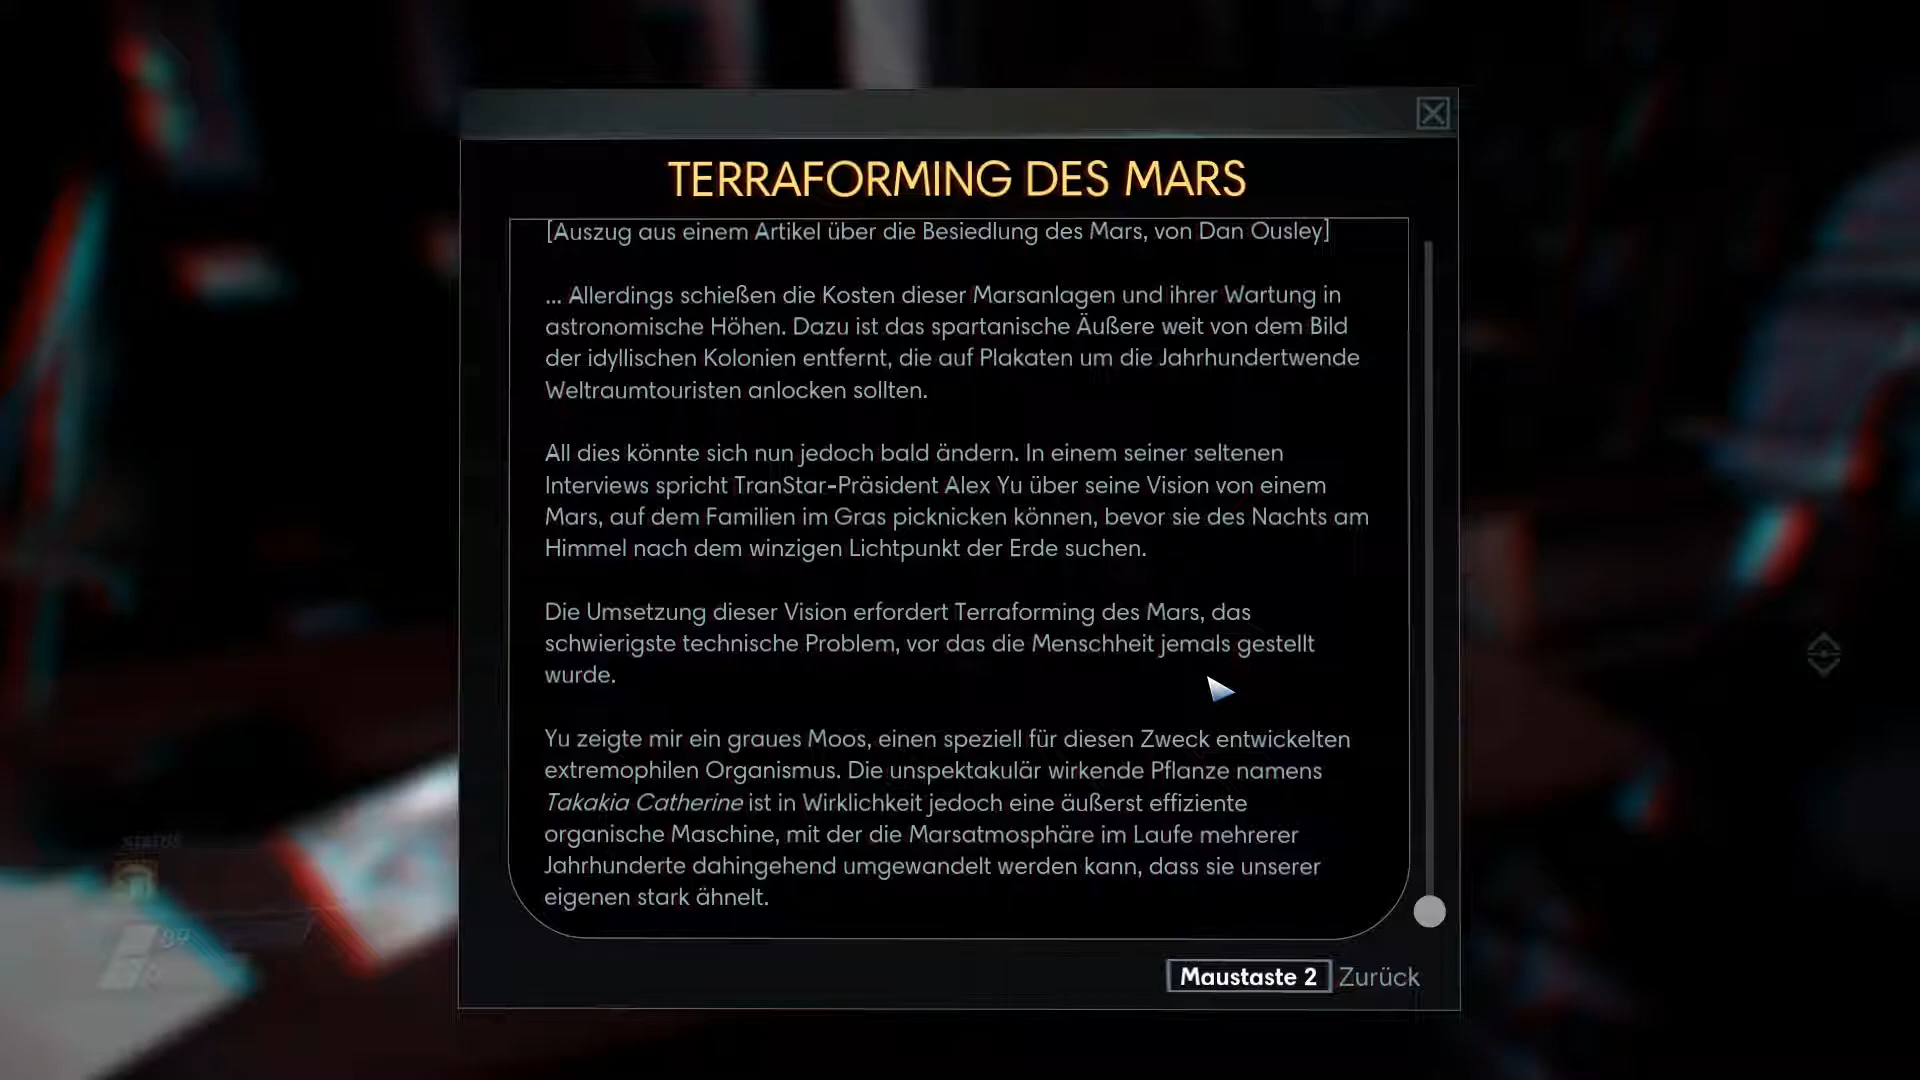 TERRAFORMING DES MARS
[Auszug aus einem Artikel über die Besiedlung des Mars, von Dan Ousley]
... Allerdings schießen die Kosten dieser Marsanlagen und ihrer Wartung in
astronomische Höhen. Dazu ist das spartanische Äußere weit von dem Bild
der idyllischen Kolonien entfernt, die auf Plakaten um die Jahrhundertwende
Weltraumtouristen anlocken sollten.
All dies könnte sich nun jedoch bald ändern. In einem seiner seltenen
Interviews spricht TranStar-Präsident Alex Yu über seine Vision von einem
Mars, auf dem Familien im Gras picknicken können, bevor sie des Nachts am
Himmel nach dem winzigen Lichtpunkt der Erde suchen.
Die Umsetzung dieser Vision erfordert Terraforming des Mars, das
schwierigste technische Problem, vor das die Menschheit jemals gestellt
wurde.
Yu zeigte mir ein graues Moos, einen speziell für diesen Zweck entwickelten
extremophilen Organismus. Die unspektakulär wirkende Pflanze namens
Takakia Catherine ist in Wirklichkeit jedoch eine äußerst effiziente
organische Maschine, mit der die Marsatmosphäre im Laufe mehrerer
Jahrhunderte dahingehend umgewandelt werden kann, dass sie unserer
eigenen stark ähnelt.
STATUS
Maustaste 2 Zurück